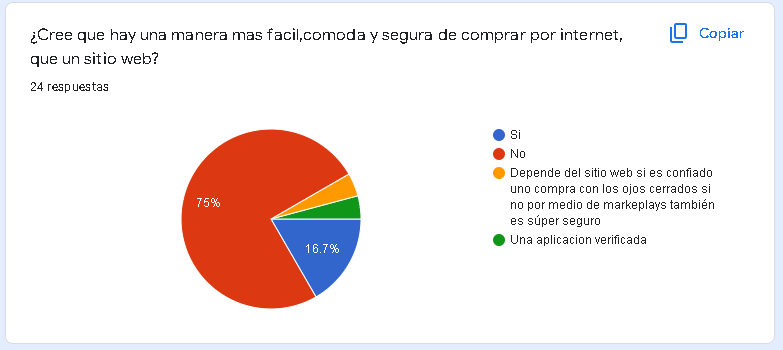 ¿Cree que hay una manera mas facil,comoda y segura de comprar por internet,
que un sitio web?
Copiar
24 respuestas
75%
16.7%
Si
No
Depende del sitio web si es confiado
uno compra con los ojos cerrados si
no por medio de markeplays también
es súper seguro
Una aplicacion verificada